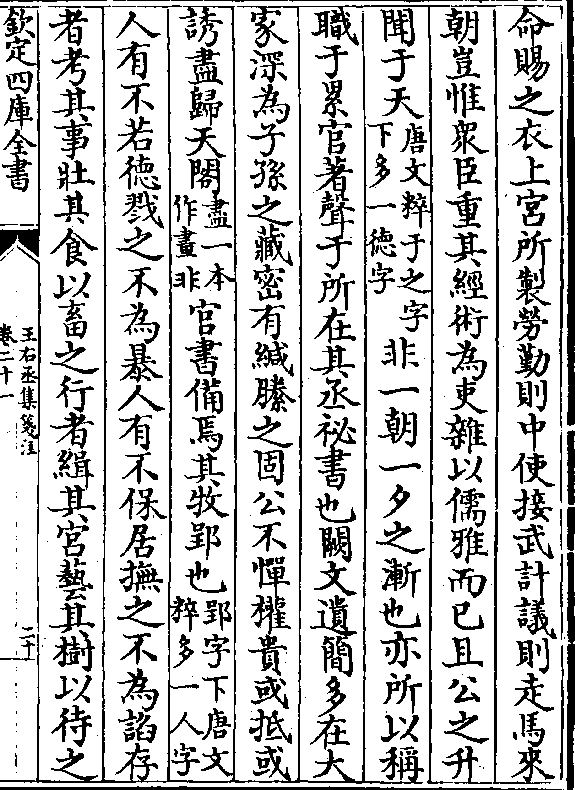 命賜之衣上宮所製勞勤則中使接武計議則走馬來
朝豈惟衆臣重其經術為吏雜以儒雅而已且公之升
聞于天唐文粹于之字下多一德字非一朝一夕之漸也亦所以稱
職于累官著聲于所在其丞祕書也闕文遺簡多在大
家深為子孫之藏密有緘縢之固公不憚權貴或抵或
誘盡歸天閣盡一本作畫非官書備焉其牧郢也郢字下唐文粹多一人字
人有不若德戮之不為暴人有不保居撫之不為諂存
者考其事壯其食以畜之行者緝其宮藝其樹以待之
欽定四庫全書
王右丞集箋注
卷二十一
二十